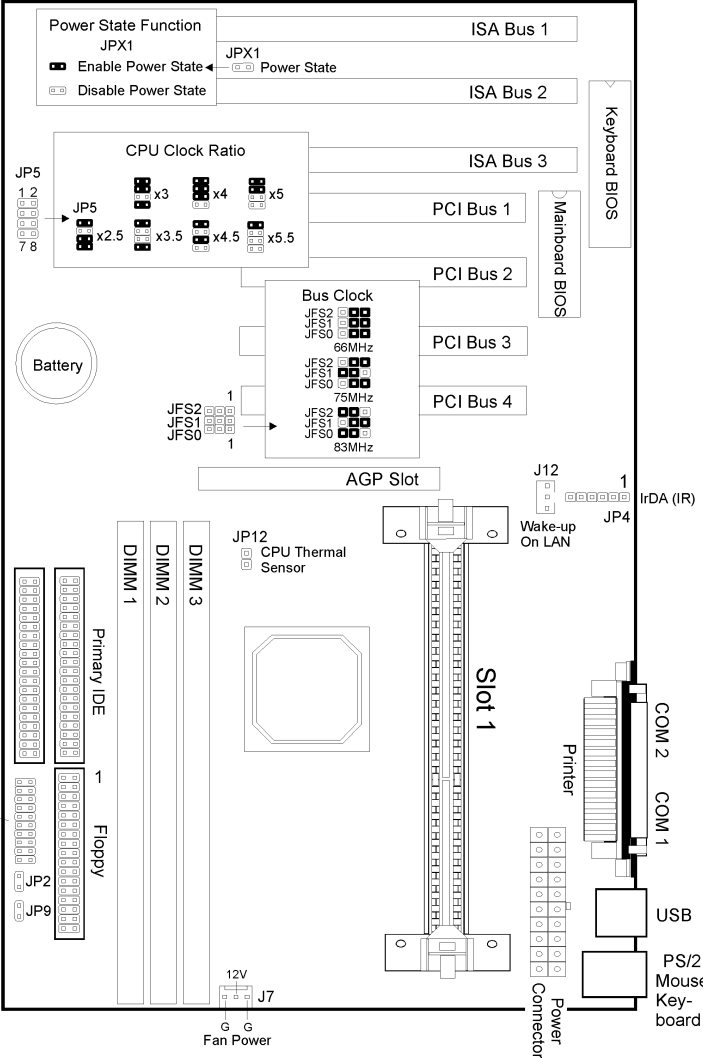 Power State Function
JPX1
Enable Power State
Disable Power State
JPX1
Power State
ISA Bus 1
ISA Bus 2
ISA Bus 3
Keyboard BIOS
CPU Clock Ratio
x3
x4
x5
JP5
x2.5
x3.5
x4.5
x5.5
JP5
1 2
7 8
PCI Bus 1
PCI Bus 2
PCI Bus 3
PCI Bus 4
Mainboard BIOS
Bus Clock
JFS2
JFS1
JFS0
66MHz
JFS2
JFS1
JFS0
75MHz
JFS2
JFS1
JFS0
83MHz
Battery
1
JFS2
JFS1
JFS0
1
AGP Slot
J12
Wake-up
On LAN
1
IrDA (IR)
JP4
JP12
CPU Thermal
Sensor
DIMM 1
DIMM 2
DIMM 3
Primary IDE
Slot 1
COM 2
COM 1
Printer
1
Floppy
JP2
JP9
USB
PS/2
Mouse
Key-
board
Power
Connector
12V
J7
G G
Fan Power